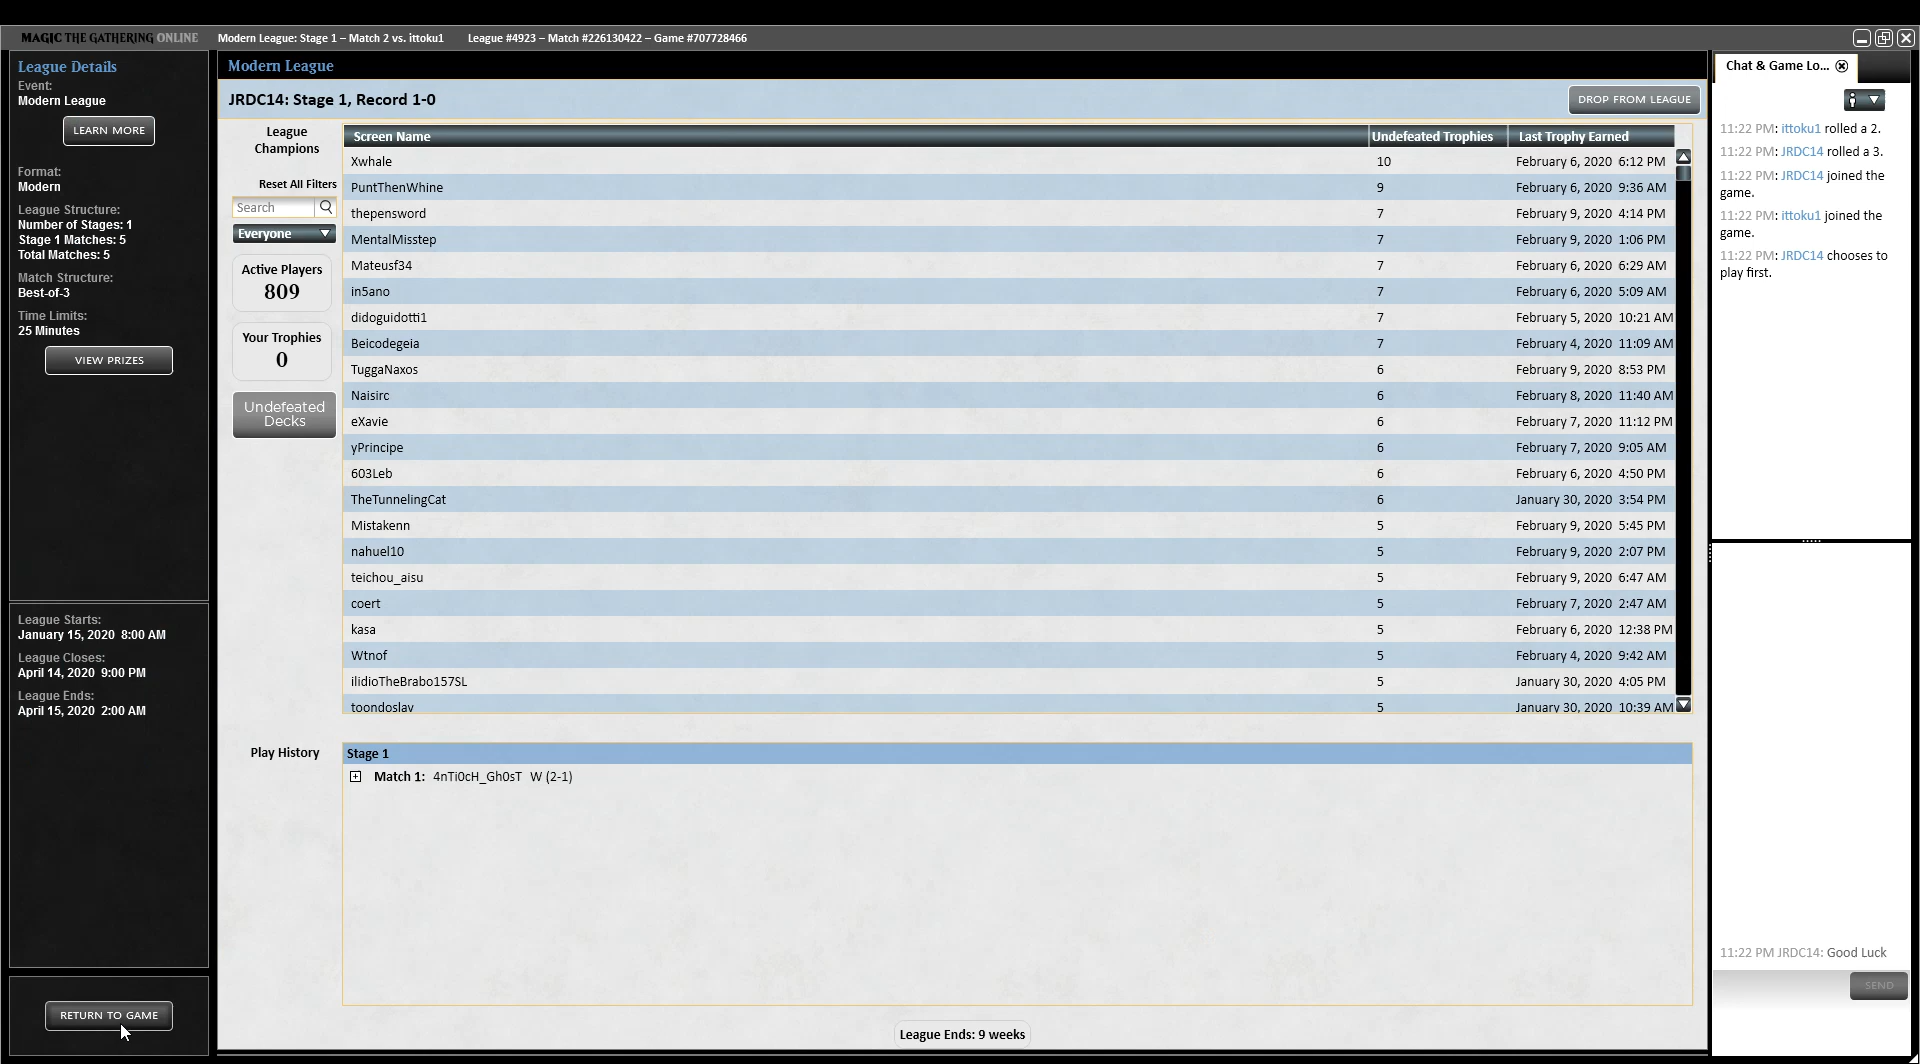 MAGIC THE GATHERING ONLINE
Modern League: Stage 1 – Match 2 vs. ittoku1
League #4923 – Match #226130422 – Game #707728466
League Details
Event:
Modern League
LEARN MORE
Format:
Modern
League Structure:
Number of Stages: 1
Stage 1 Matches: 5
Total Matches: 5
Match Structure:
Best-of-3
Time Limits:
25 Minutes
VIEW PRIZES
League Starts:
January 15, 2020 8:00 AM
League Closes:
April 14, 2020 9:00 PM
League Ends:
April 15, 2020 2:00 AM
RETURN TO GAME
Modern League
JRDC14: Stage 1, Record 1-0
DROP FROM LEAGUE
League
Champions
Reset All Filters
Search
Everyone
Active Players
809
Your Trophies
0
Undefeated
Decks
Screen Name Undefeated Trophies Last Trophy Earned
Xwhale 10 February 6, 2020 6:12 PM
PuntThenWhine 9 February 6, 2020 9:36 AM
thepensword 7 February 9, 2020 4:14 PM
MentalMisstep 7 February 9, 2020 1:06 PM
Mateusf34 7 February 6, 2020 6:29 AM
in5ano 7 February 6, 2020 5:09 AM
didoguidotti1 7 February 5, 2020 10:21 AM
Beicodegeia 7 February 4, 2020 11:09 AM
TuggaNaxos 6 February 9, 2020 8:53 PM
Naisirc 6 February 8, 2020 11:40 AM
eXavie 6 February 7, 2020 11:12 PM
yPrincipe 6 February 7, 2020 9:05 AM
603Leb 6 February 6, 2020 4:50 PM
TheTunnelingCat 6 January 30, 2020 3:54 PM
Mistakenn 5 February 9, 2020 5:45 PM
nahuel10 5 February 9, 2020 2:07 PM
teichou_aisu 5 February 9, 2020 6:47 AM
coert 5 February 7, 2020 2:47 AM
kasa 5 February 6, 2020 12:38 PM
Wtnof 5 February 4, 2020 9:42 AM
ilidioTheBrabo157SL 5 January 30, 2020 4:05 PM
toondoslav 5 January 30, 2020 10:39 AM
Play History
Stage 1
Match 1: 4nTi0cH_Gh0sT W (2-1)
League Ends: 9 weeks
Chat & Game Lo...
11:22 PM: ittoku1 rolled a 2.
11:22 PM: JRDC14 rolled a 3.
11:22 PM: JRDC14 joined the
game.
11:22 PM: ittoku1 joined the
game.
11:22 PM: JRDC14 chooses to
play first.
11:22 PM JRDC14: Good Luck
SEND